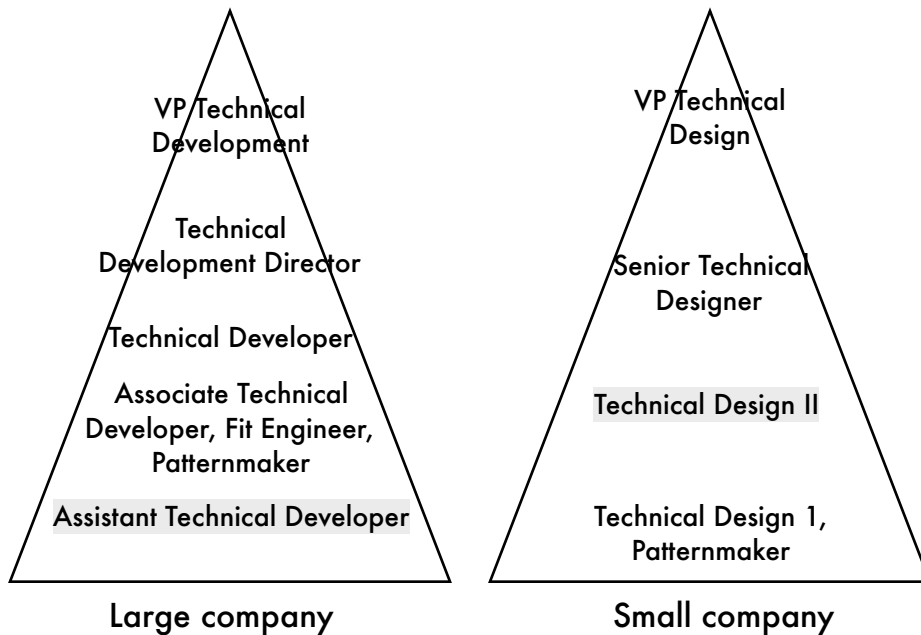 VP Technical
Development
Technical
Development Director
Technical Developer
Associate Technical
Developer, Fit Engineer,
Patternmaker
Assistant Technical Developer
Large company
VP Technical
Design
Senior Technical
Designer
Technical Design II
Technical Design 1,
Patternmaker
Small company